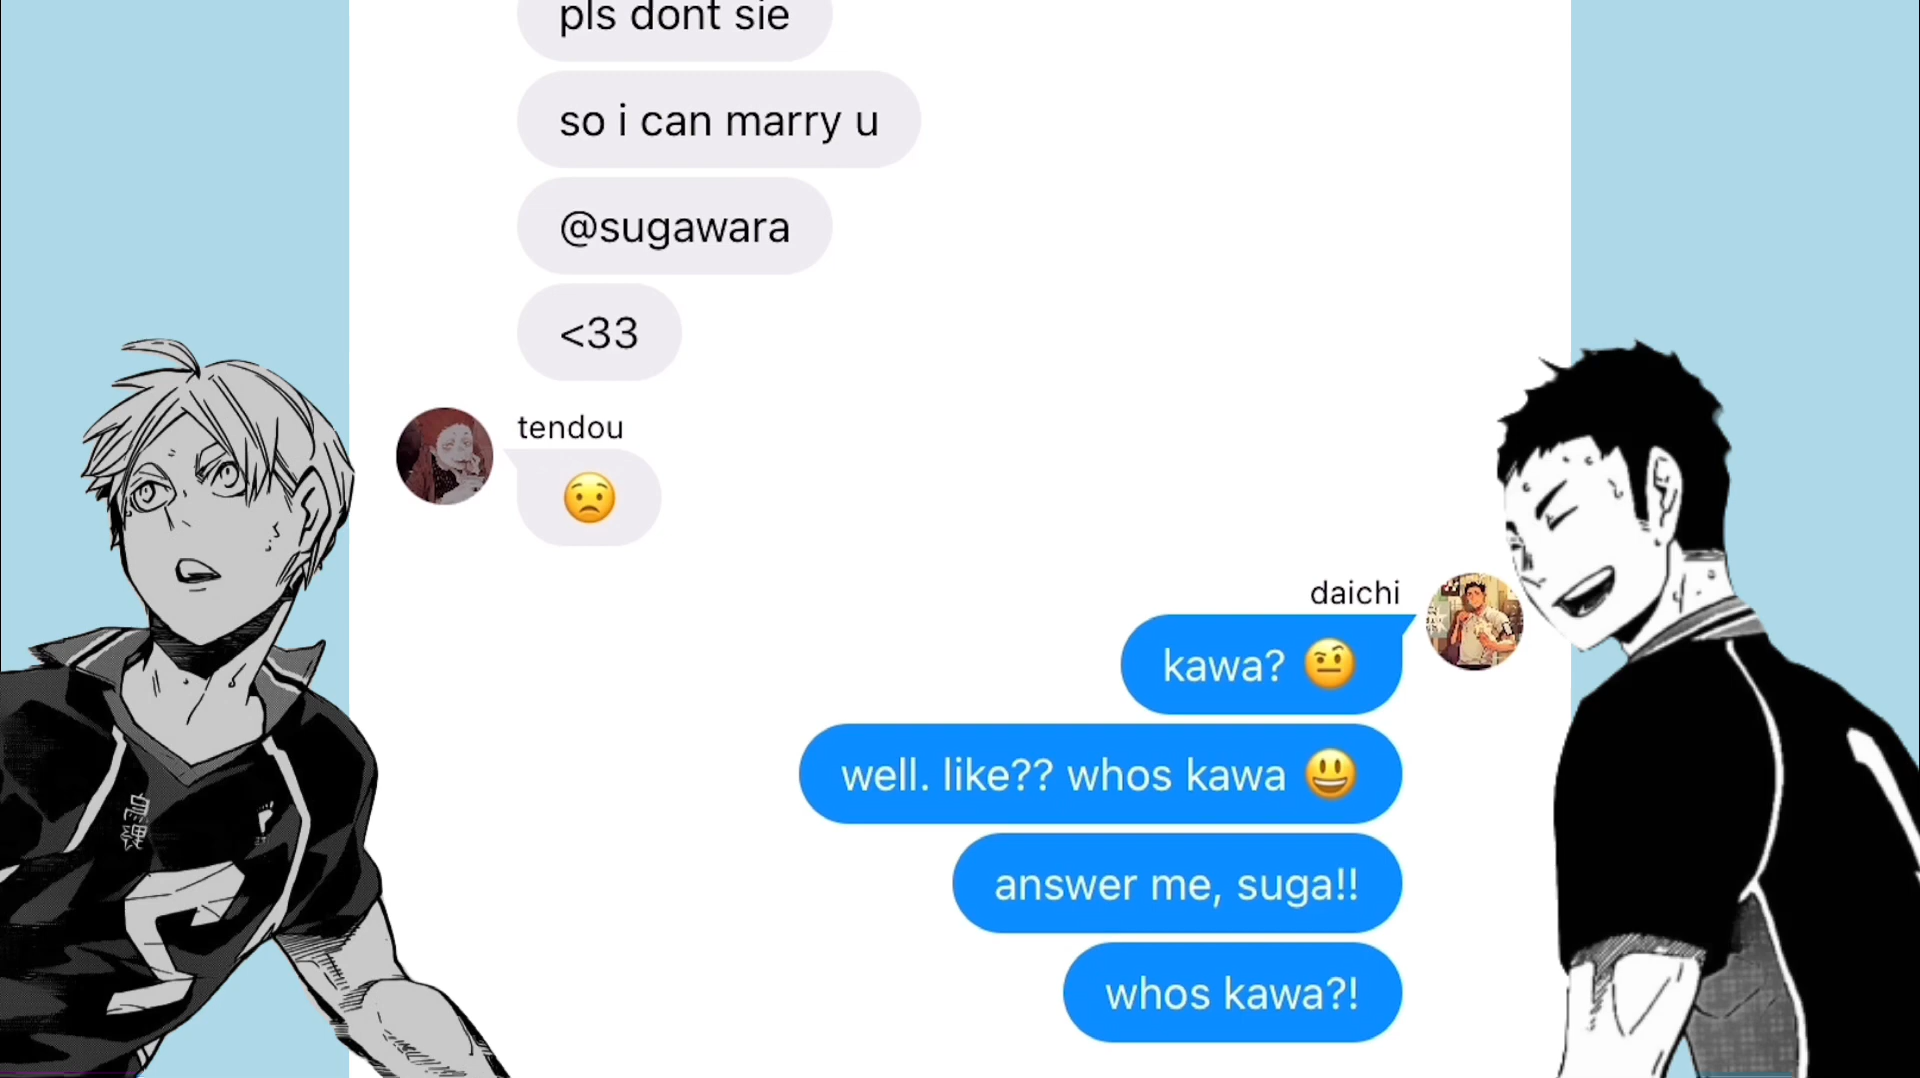 pls dont sie
so i can marry u
@sugawara
<33
tendou
😟
daichi
kawa? 🤨
well. like?? whos kawa 😃
answer me, suga!!
whos kawa?!